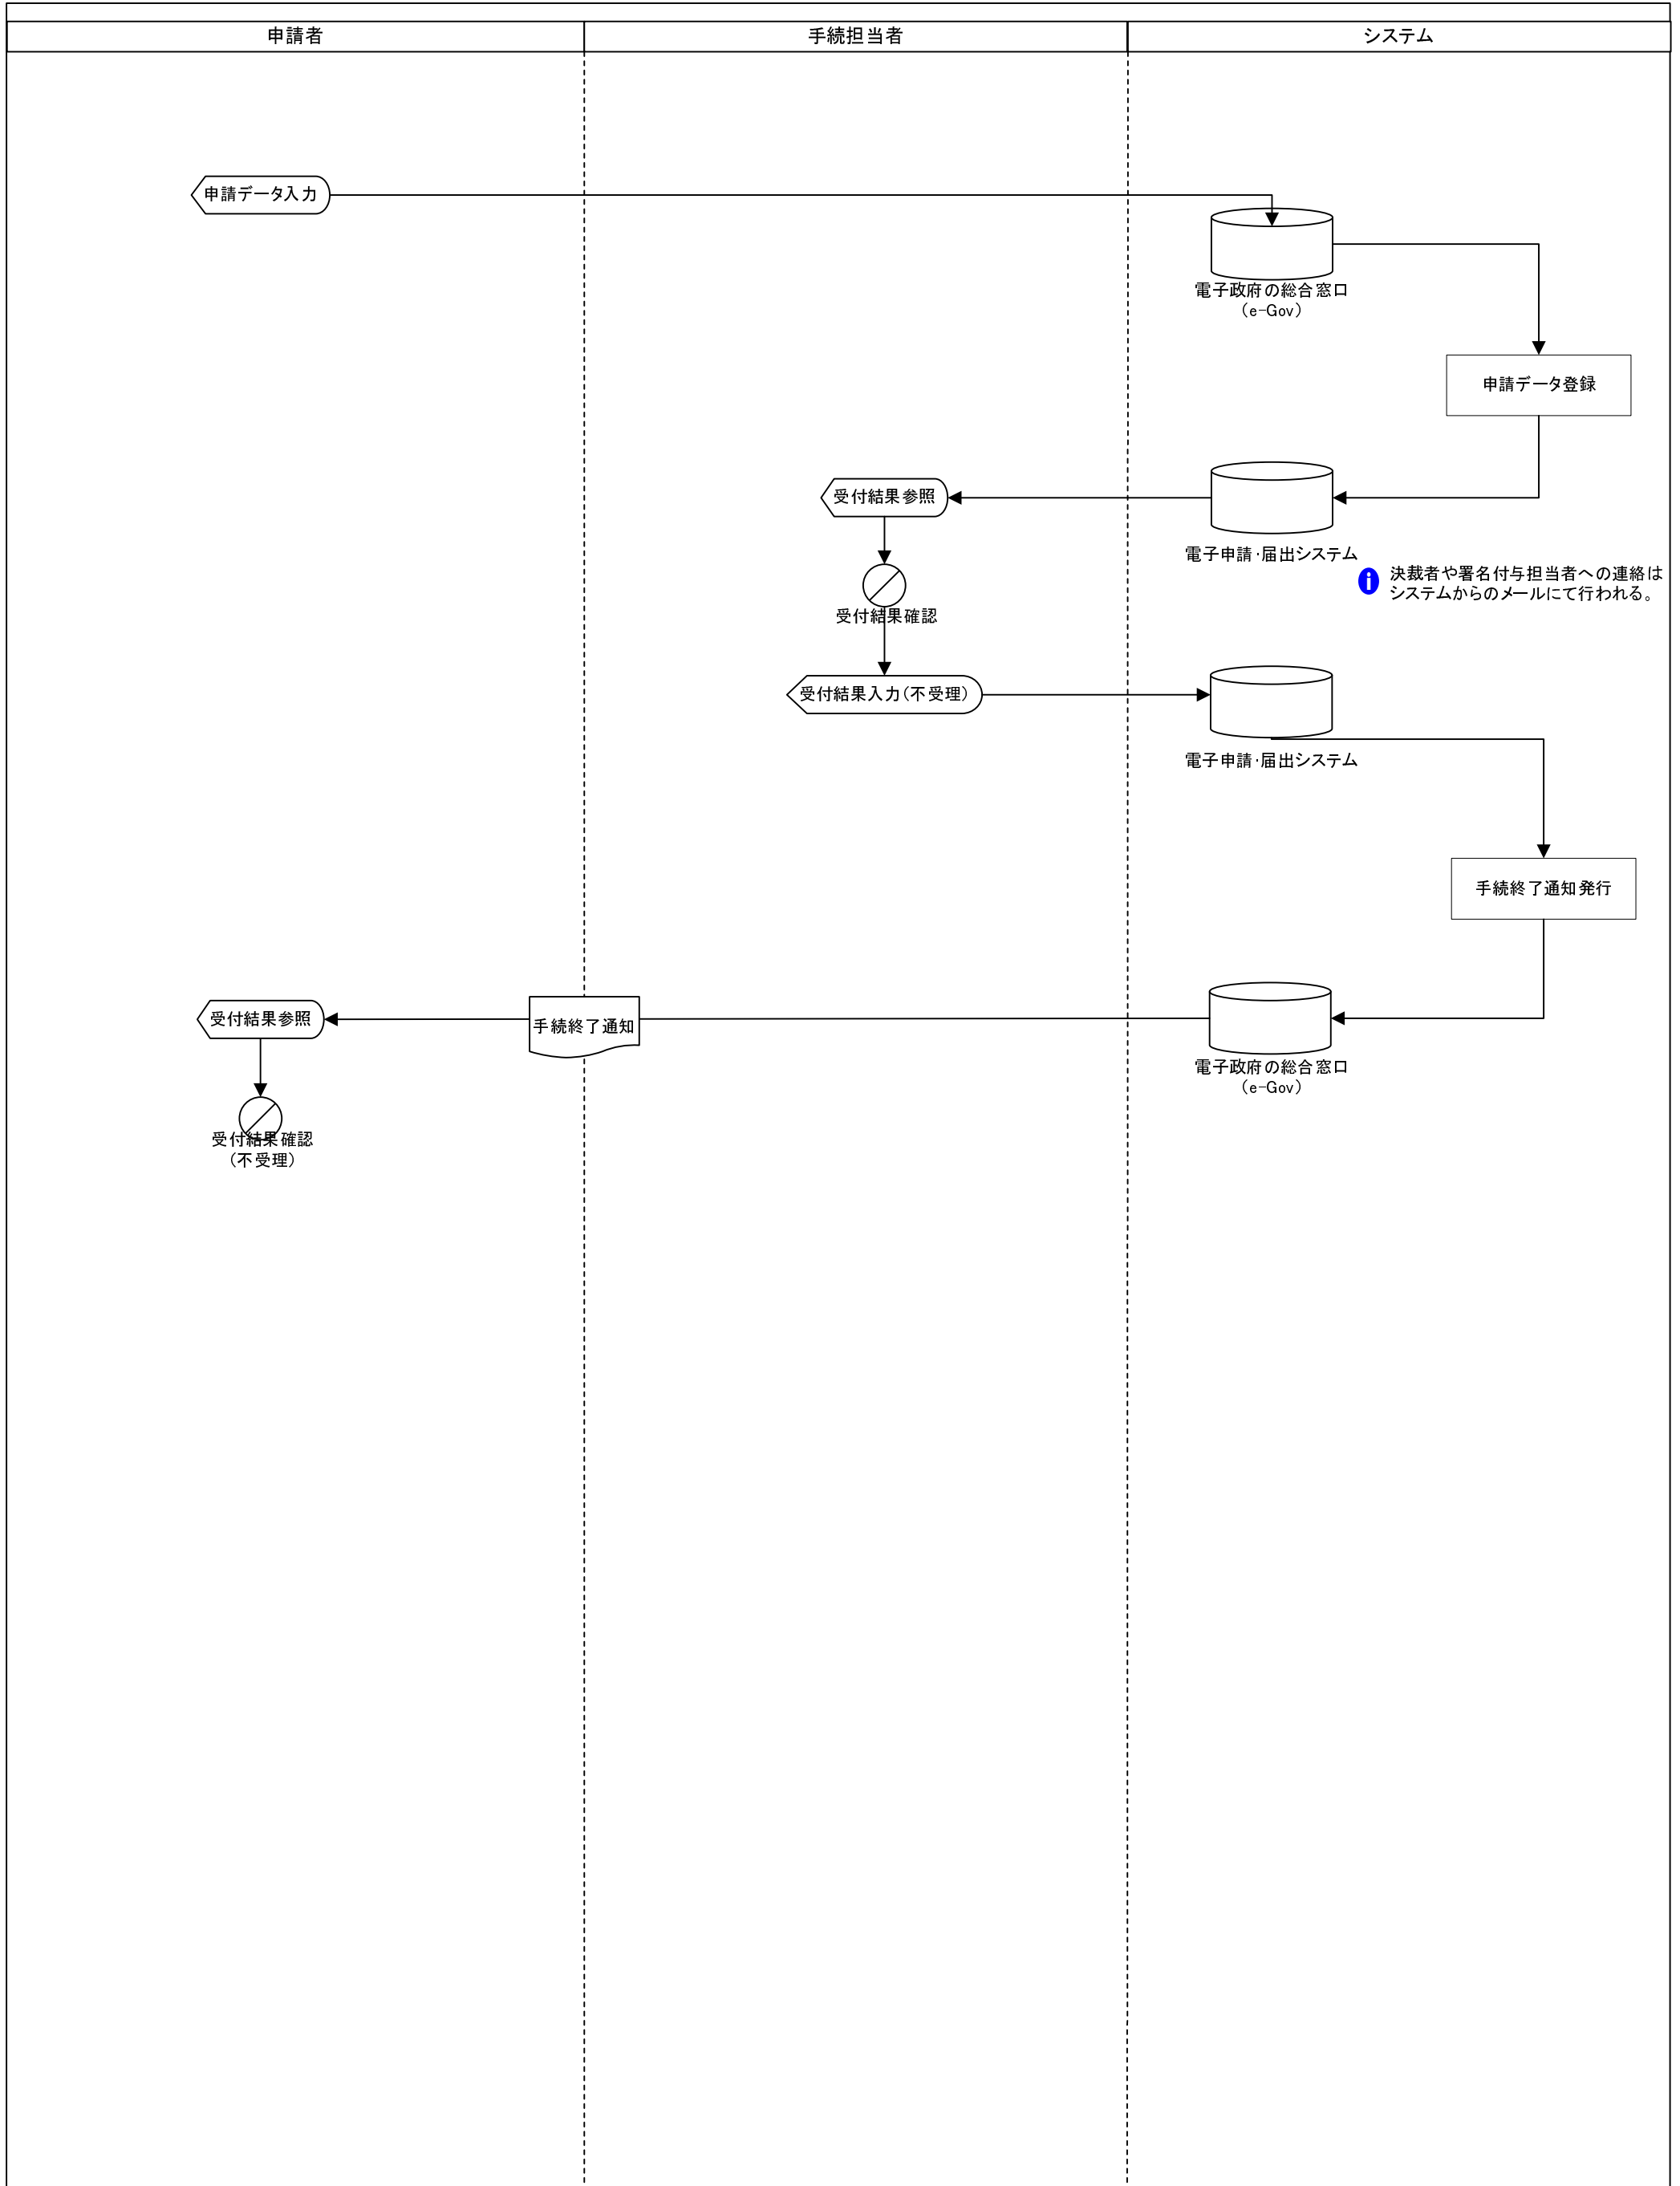 申請者
手続担当者
システム
申請データ入力
電子政府の総合窓口
（e-Gov）
申請データ登録
受付結果参照
電子申請・届出システム
決裁者や署名付与担当者への連絡は
システムからのメールにて行われる。
受付結果確認
受付結果入力（不受理）
電子申請・届出システム
手続終了通知発行
受付結果参照
手続終了通知
電子政府の総合窓口
（e-Gov）
受付結果確認
（不受理）